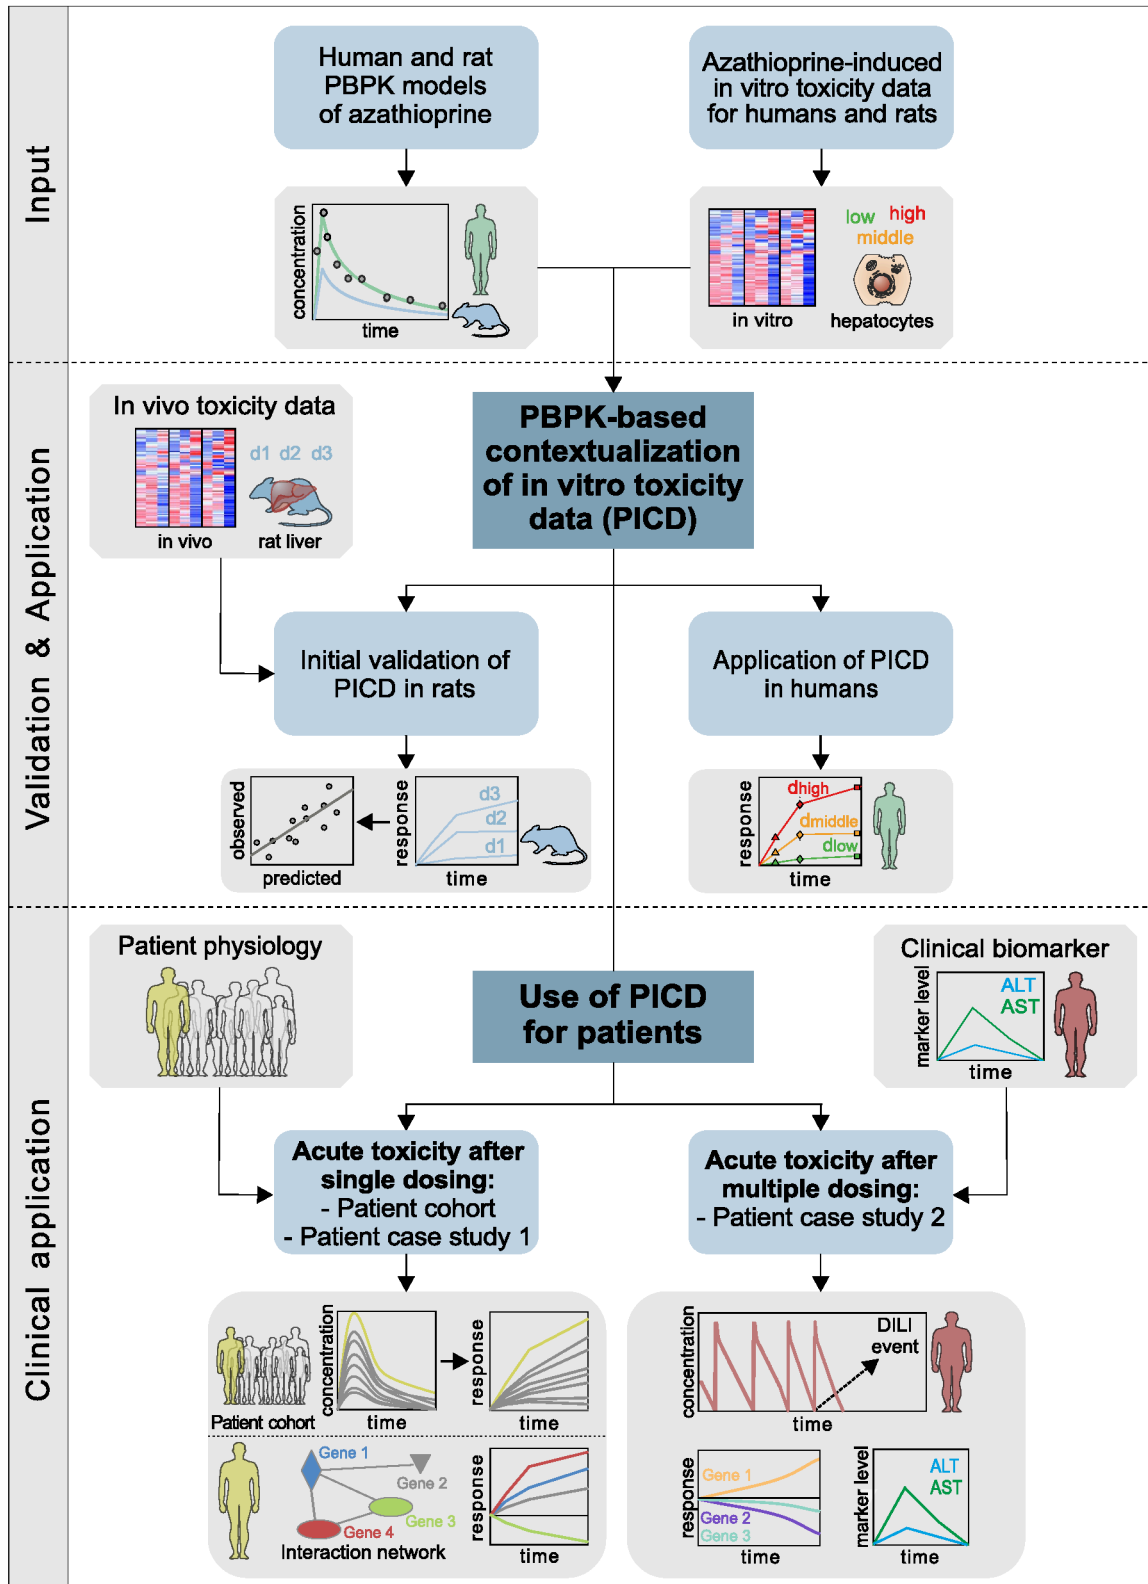 Input
Human and rat
PBPK models
of azathioprine
Azathioprine-induced
in vitro toxicity data
for humans and rats
concentration
time
low
high
middle
in vitro
hepatocytes
Validation & Application
In vivo toxicity data
d1 d2 d3
in vivo
rat liver
PBPK-based
contextualization
of in vitro toxicity
data (PICD)
Initial validation of
PICD in rats
Application of PICD
in humans
observed
predicted
response
d3
d2
d1
time
response
dhigh
dmiddle
dlow
time
Clinical application
Patient physiology
Use of PICD
for patients
Clinical biomarker
marker level
ALT
AST
time
Acute toxicity after
single dosing:
- Patient cohort
- Patient case study 1
Acute toxicity after
multiple dosing:
- Patient case study 2
Patient cohort
concentration
time
response
time
Gene 1
Gene 2
Gene 3
Gene 4
Interaction network
response
time
concentration
DILI
event
time
response
Gene 1
Gene 2
Gene 3
time
marker level
ALT
AST
time